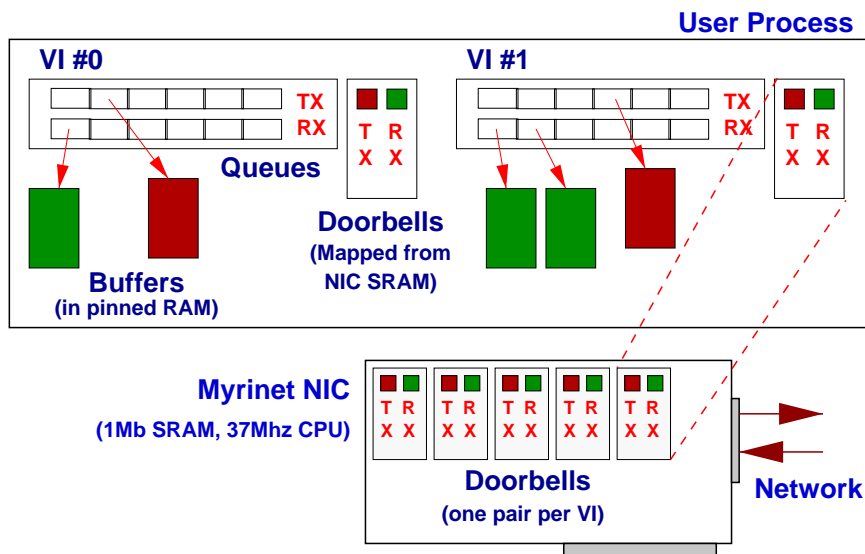 User Process
VI #0
VI #1
TX
RX
T R
X X
TX
RX
T R
X X
Queues
Doorbells
(Mapped from
NIC SRAM)
Buffers
(in pinned RAM)
Myrinet NIC
(1Mb SRAM, 37Mhz CPU)
T R T R T R T R T R
X X X X X X X X X X
Doorbells
(one pair per VI)
Network